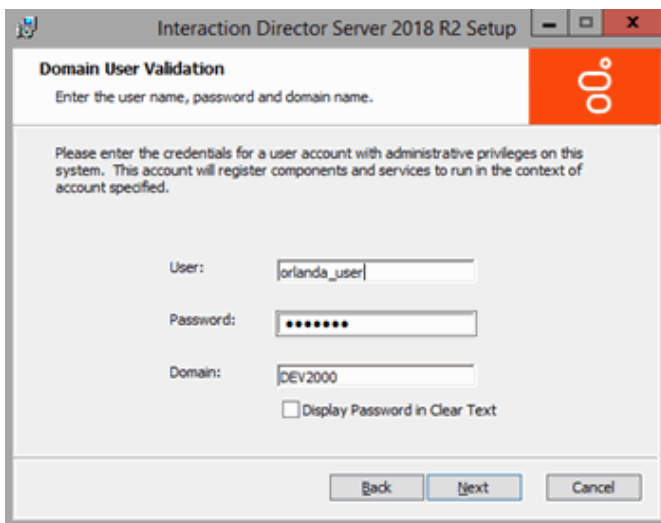 Interaction Director Server 2018 R2 Setup
Domain User Validation
Enter the user name, password and domain name.
Please enter the credentials for a user account with administrative privileges on this
system. This account will register components and services to run in the context of
account specified.
User:
orlanda_user
Password:
•••••••
Domain:
DEV2000
Display Password in Clear Text
Back
Next
Cancel